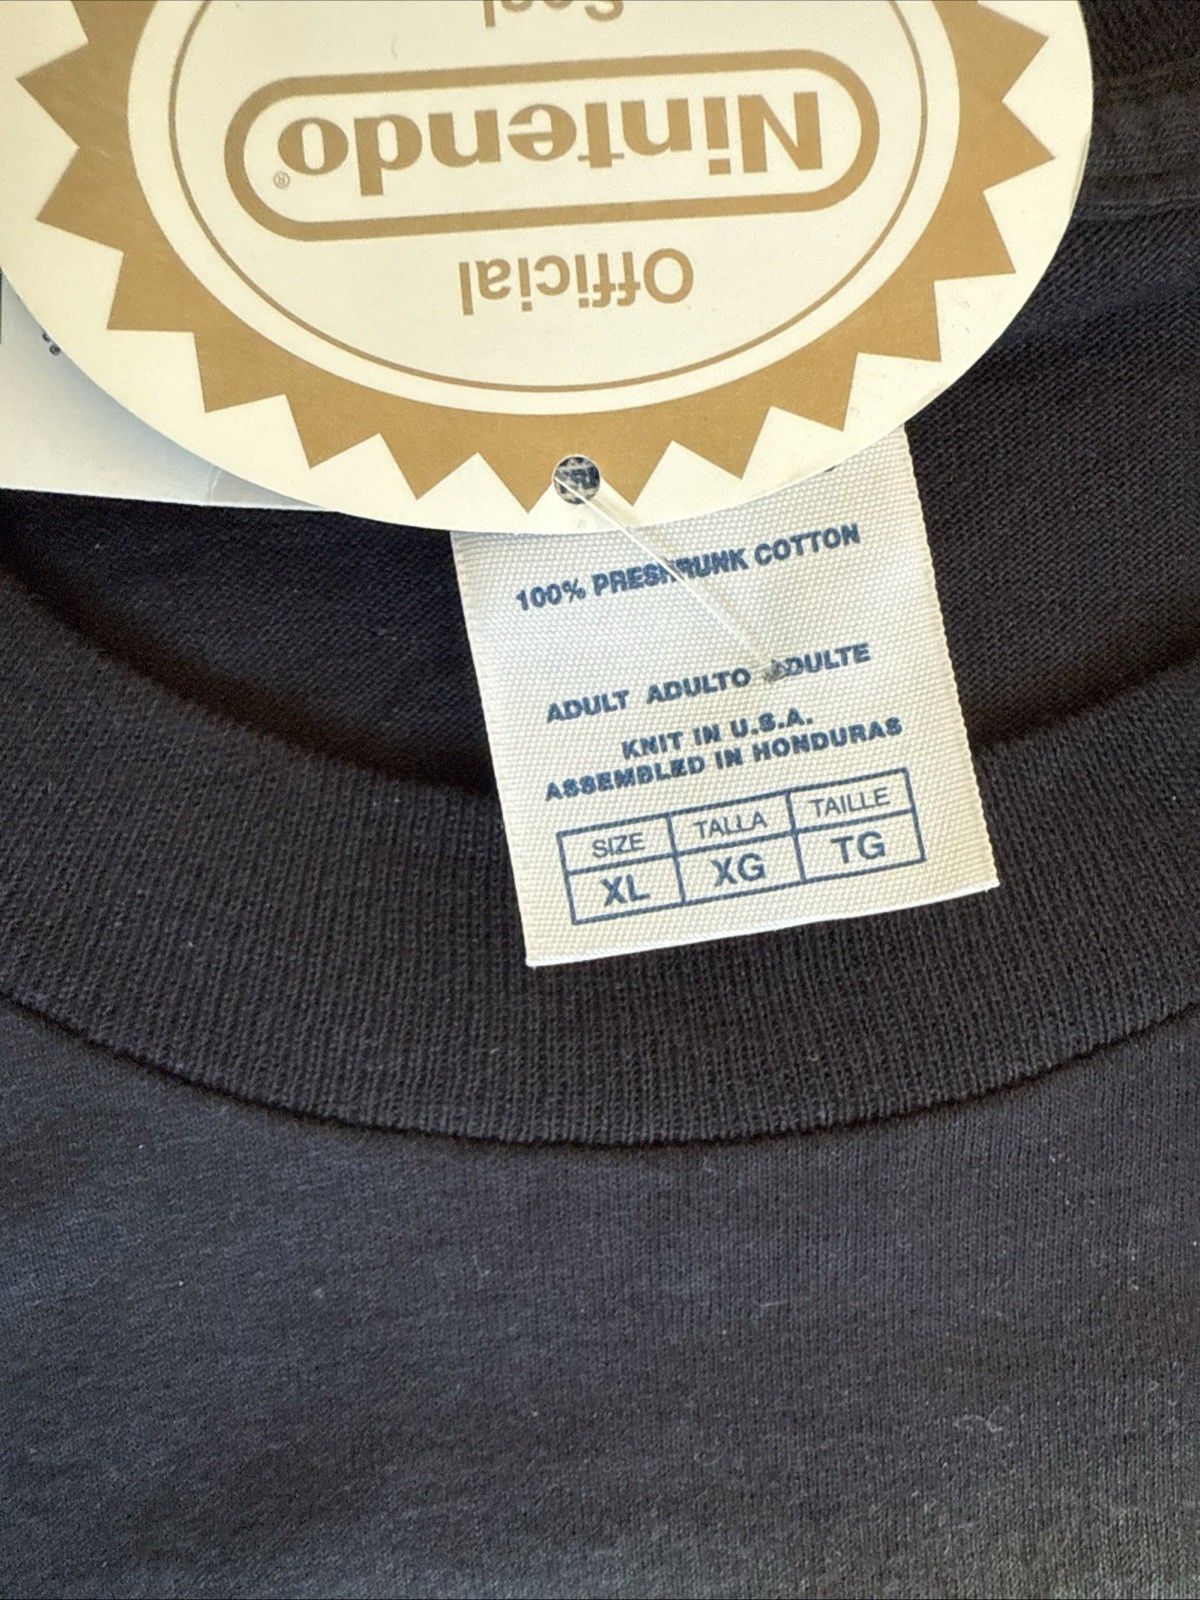 Official
Nintendo®
Seal
100% PRESHRUNK COTTON
ADULT ADULTO ADULTE
KNIT IN U.S.A.
ASSEMBLED IN HONDURAS
SIZE TALLA TAILLE
XL XG TG